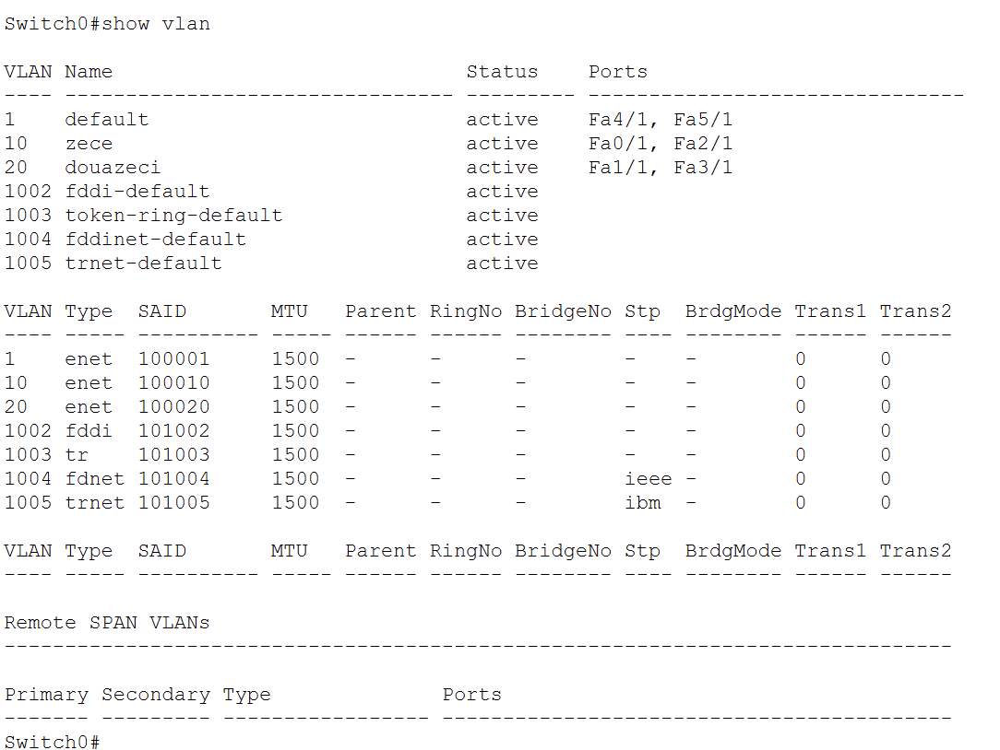 Switch0#show vlan
VLAN Name                             Status    Ports
---- -------------------------------- --------- -------------------------------
1    default                          active    Fa4/1, Fa5/1
10   zece                             active    Fa0/1, Fa2/1
20   douazeci                         active    Fa1/1, Fa3/1
1002 fddi-default                     active
1003 token-ring-default               active
1004 fddinet-default                  active
1005 trnet-default                    active
VLAN Type  SAID       MTU   Parent RingNo BridgeNo Stp  BrdgMode Trans1 Trans2
---- ----- ---------- ----- ------ ------ -------- ---- -------- ------ ------
1    enet  100001     1500  -      -      -        -    -        0      0
10   enet  100010     1500  -      -      -        -    -        0      0
20   enet  100020     1500  -      -      -        -    -        0      0
1002 fddi  101002     1500  -      -      -        -    -        0      0
1003 tr    101003     1500  -      -      -        -    -        0      0
1004 fdnet 101004     1500  -      -      -        ieee -        0      0
1005 trnet 101005     1500  -      -      -        ibm  -        0      0
VLAN Type  SAID       MTU   Parent RingNo BridgeNo Stp  BrdgMode Trans1 Trans2
---- ----- ---------- ----- ------ ------ -------- ---- -------- ------ ------
Remote SPAN VLANs
------------------------------------------------------------------------------
Primary Secondary Type              Ports
------- --------- ----------------- ------------------------------------------
Switch0#